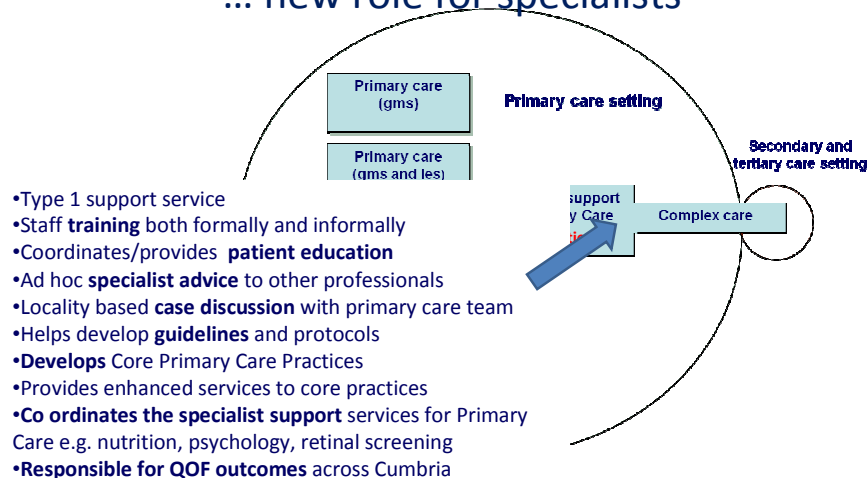 ... new role for specialists
Primary care
(gms)
Primary care setting
Primary care
(gms and les)
Secondary and
tertiary care setting
support
Care
Complex care
•Type 1 support service
•Staff training both formally and informally
•Coordinates/provides patient education
•Ad hoc specialist advice to other professionals
•Locality based case discussion with primary care team
•Helps develop guidelines and protocols
•Develops Core Primary Care Practices
•Provides enhanced services to core practices
•Co ordinates the specialist support services for Primary
Care e.g. nutrition, psychology, retinal screening
•Responsible for QOF outcomes across Cumbria